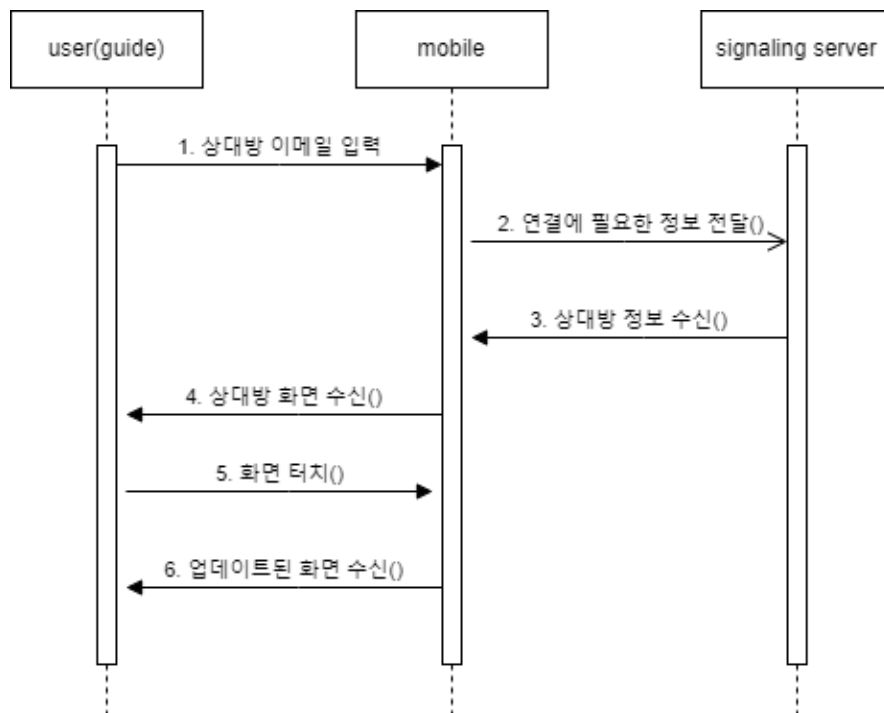 user(guide)
mobile
signaling server
1. 상대방 이메일 입력
2. 연결에 필요한 정보 전달()
3. 상대방 정보 수신()
4. 상대방 화면 수신()
5. 화면 터치()
6. 업데이트된 화면 수신()